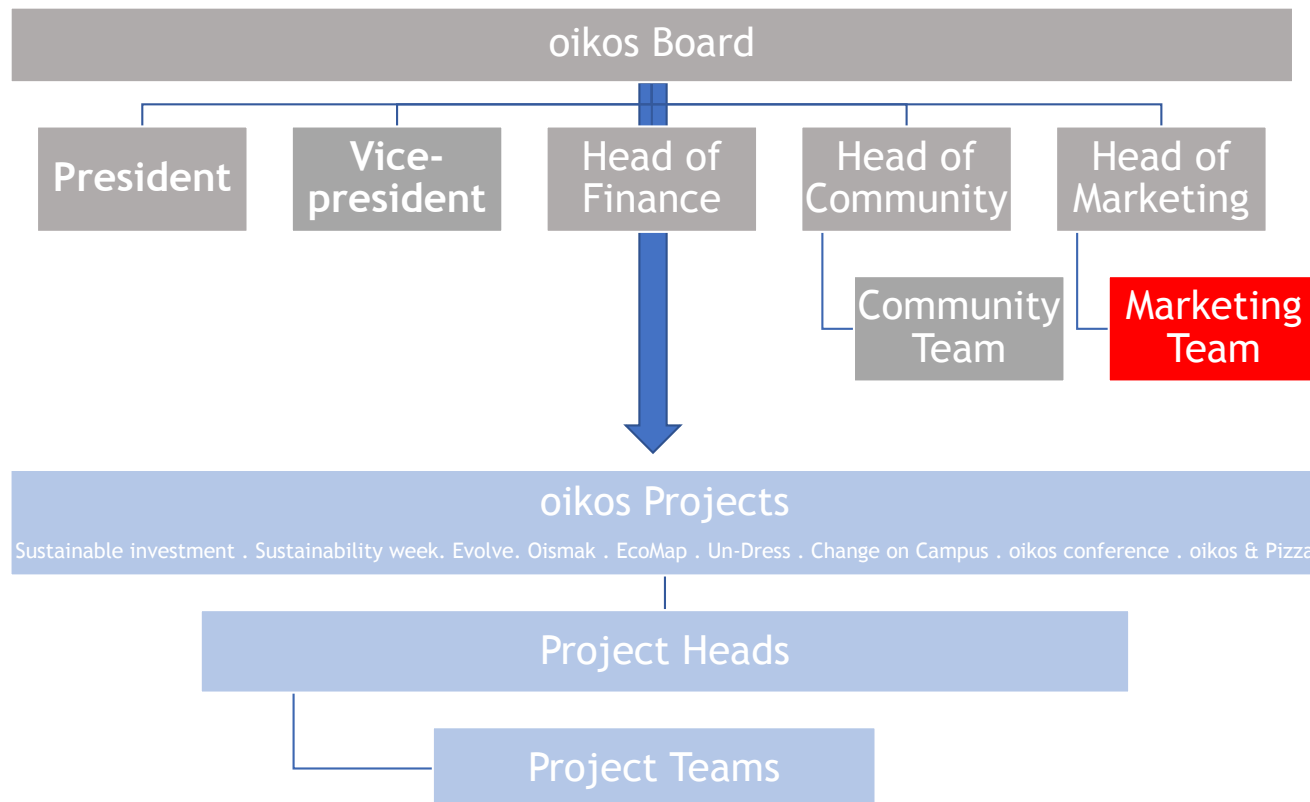 oikos Board
President
Vice-
president
Head of
Finance
Head of
Community
Head of
Marketing
Community
Team
Marketing
Team
oikos Projects
Sustainable investment . Sustainability week. Evolve. Oismak . EcoMap . Un-Dress . Change on Campus . oikos conference . oikos & Pizza
Project Heads
Project Teams